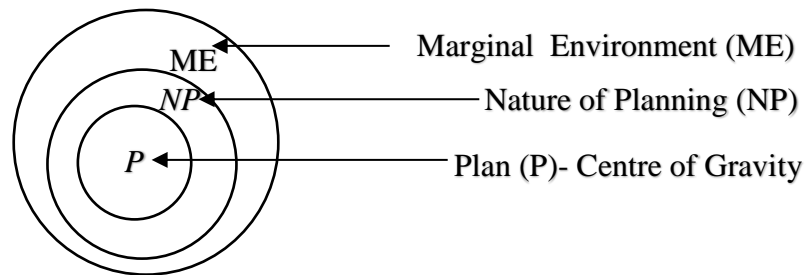 ME Marginal Environment (ME)
NP Nature of Planning (NP)
P Plan (P)- Centre of Gravity